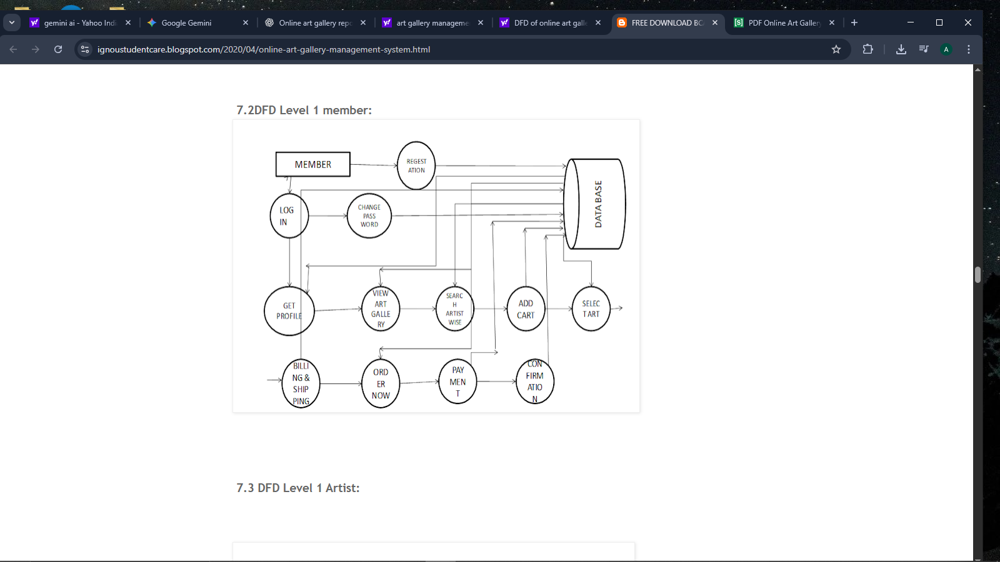 gemini ai - Yahoo Indi
Google Gemini
Online art gallery repo
art gallery manageme
DFD of online art galle
FREE DOWNLOAD BC
PDF Online Art Gallery
ignoustudentcare.blogspot.com/2020/04/online-art-gallery-management-system.html
A
7.2DFD Level 1 member:
MEMBER
REGEST
ATION
DATA BASE
LOG
IN
CHANGE
PASS
WORD
GET
PROFILE
VIEW
ART
GALLE
RY
SEARC
H
ARTIST
WISE
ADD
CART
SELEC
T ART
BILLI
NG &
SHIP
PING
ORD
ER
NOW
PAY
MEN
T
CON
FIRM
ATIO
N
7.3 DFD Level 1 Artist: